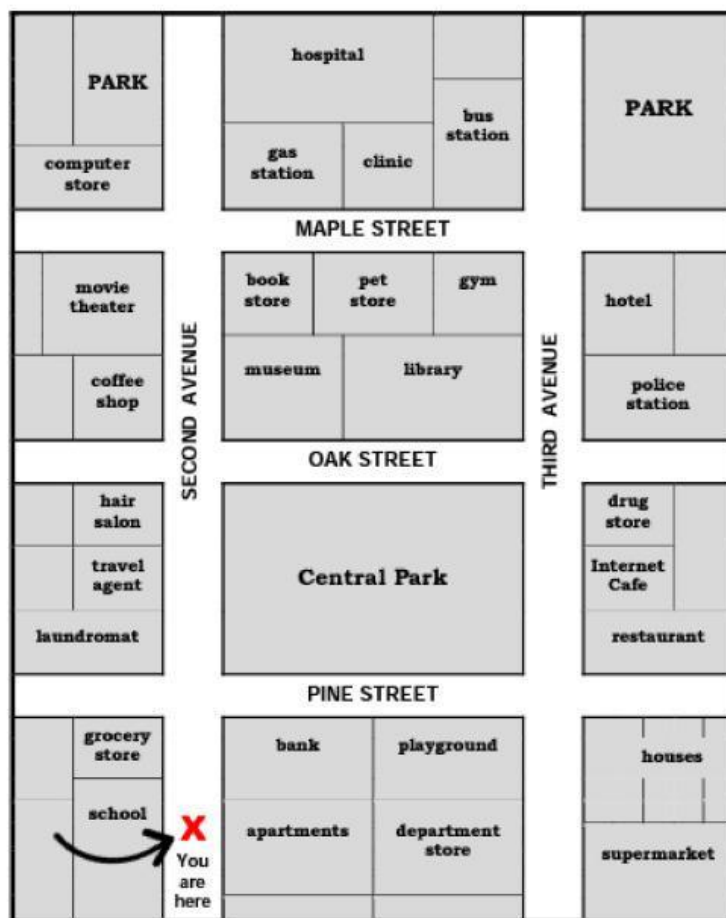 hospital
PARK
PARK
bus
station
gas
station
clinic
computer
store
MAPLE STREET
movie
theater
book
store
pet
store
gym
hotel
SECOND AVENUE
THIRD AVENUE
coffee
shop
museum
library
police
station
OAK STREET
hair
salon
drug
store
travel
agent
Central Park
Internet
Cafe
laundromat
restaurant
PINE STREET
grocery
store
bank
playground
houses
school
X
You
are
here
apartments
department
store
supermarket